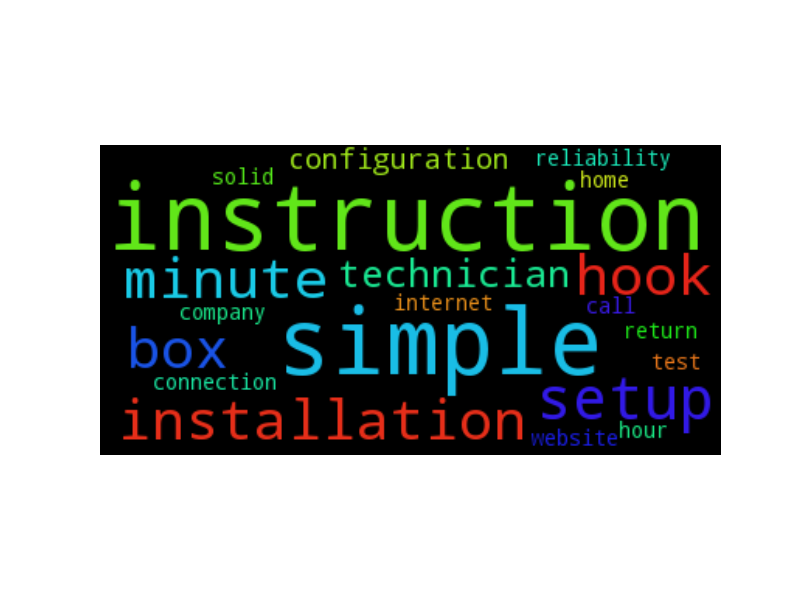 configuration reliability
solid home
instruction
minute technician hook
internet call
company return
box simple test
connection setup
installation hour
website